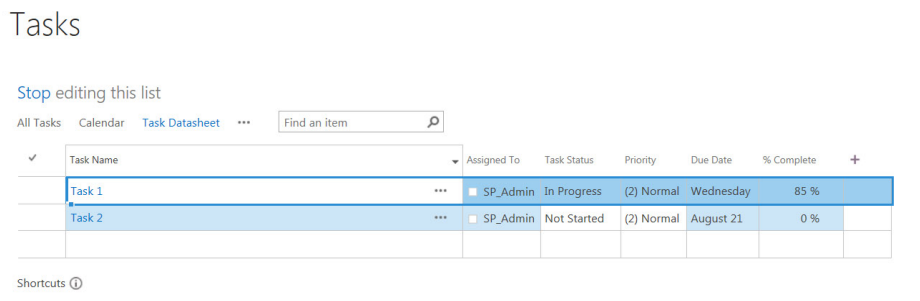 Tasks
Stop editing this list
All Tasks Calendar Task Datasheet ••• Find an item
Task Name Assigned To Task Status Priority Due Date % Complete +
Task 1 ••• SP_Admin In Progress (2) Normal Wednesday 85 %
Task 2 ••• SP_Admin Not Started (2) Normal August 21 0 %
Shortcuts